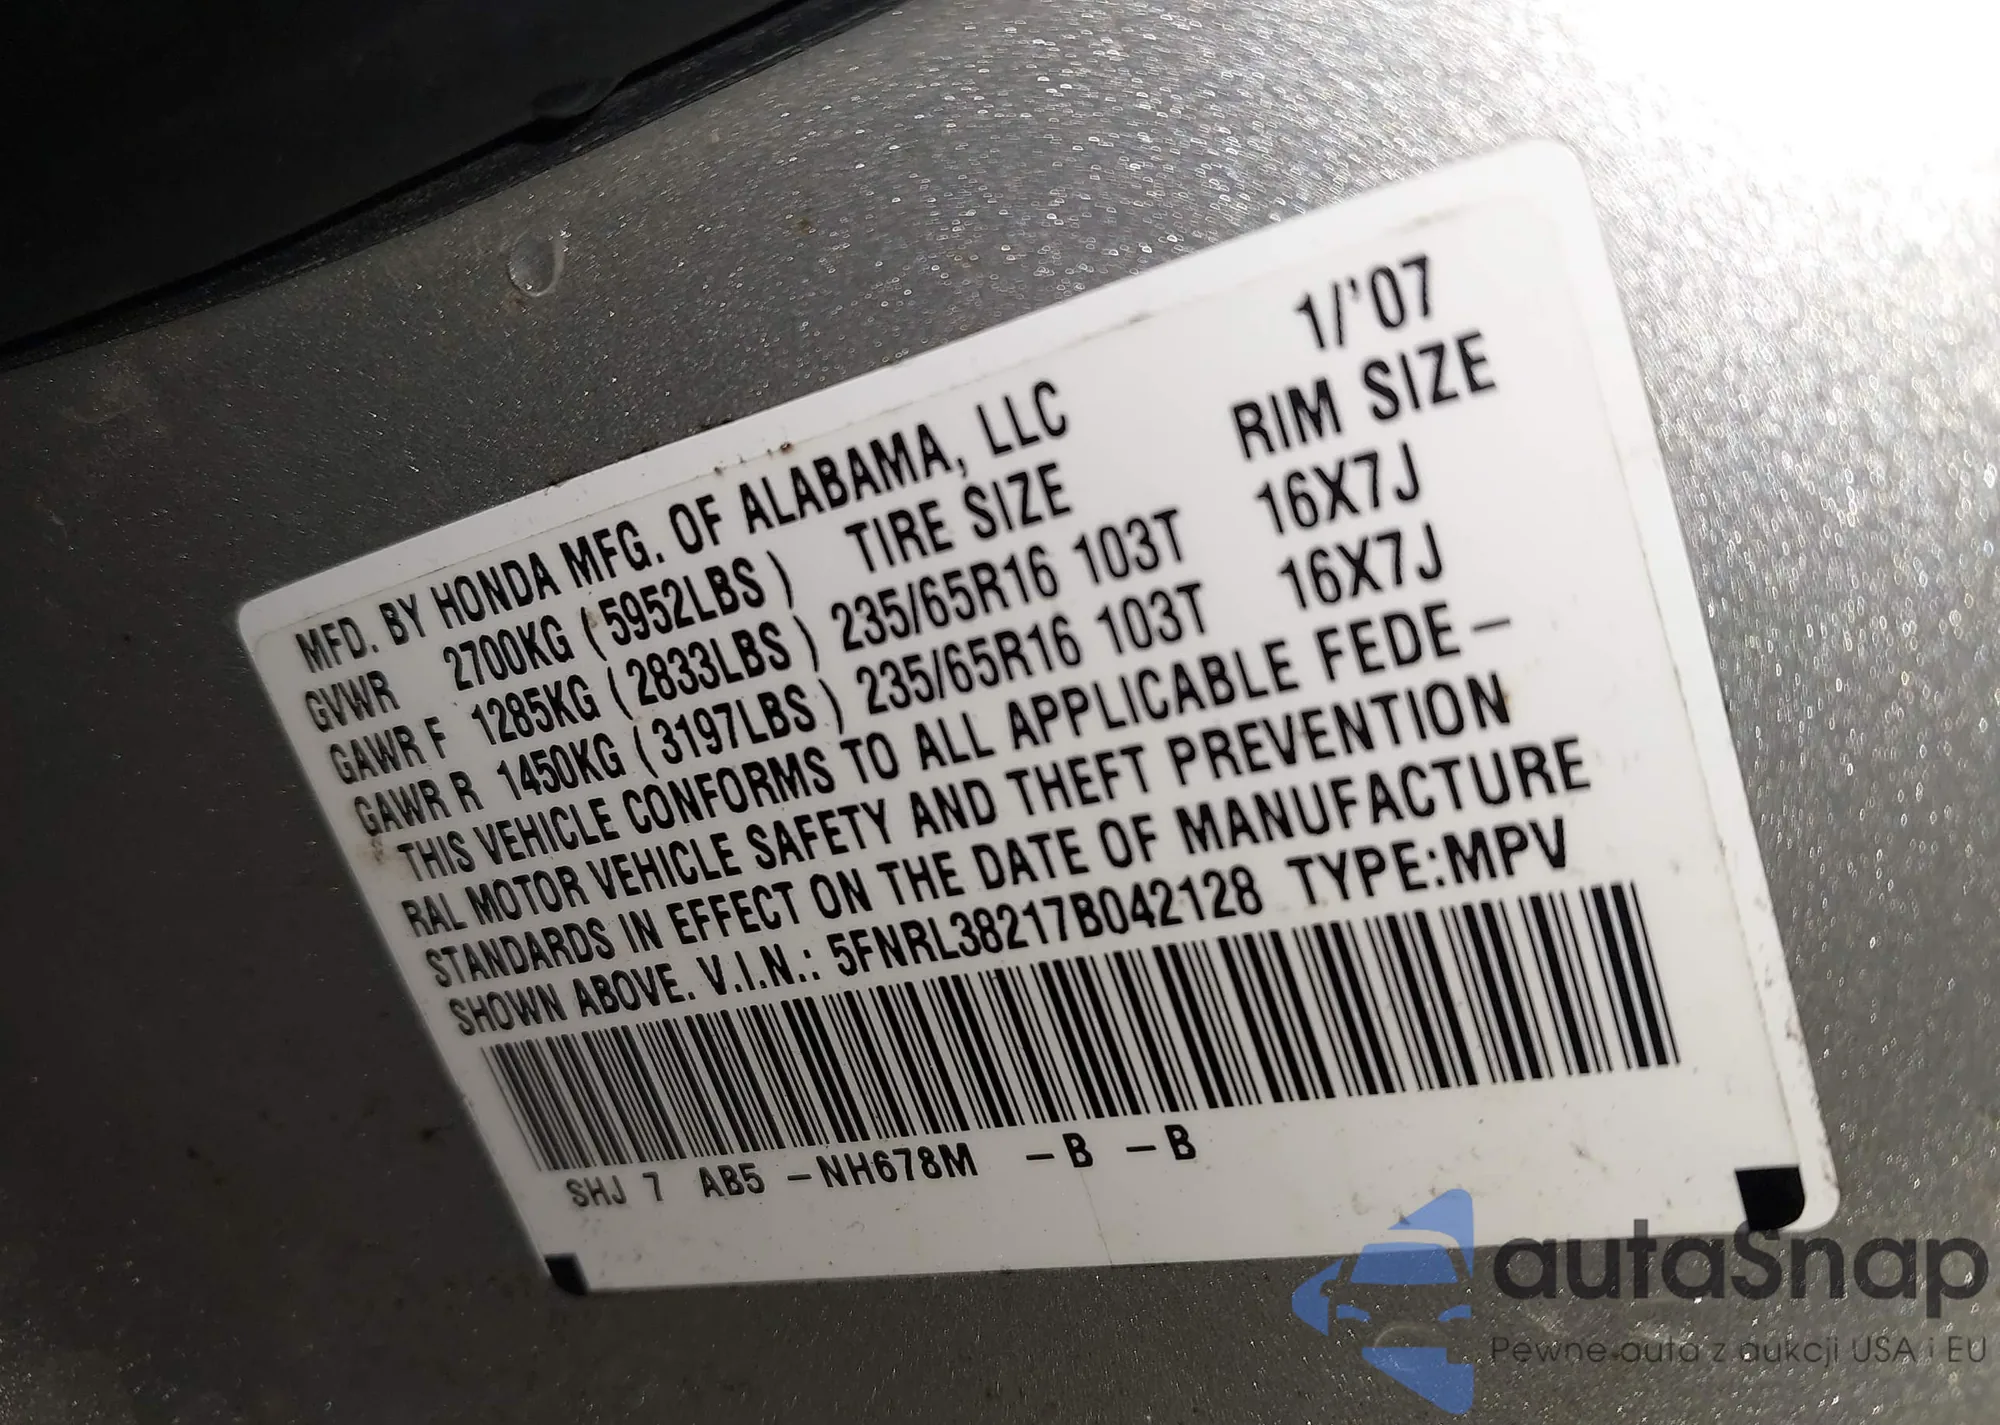 MFD. BY HONDA MFG. OF ALABAMA, LLC 1/'07
GVWR 2700KG (5952LBS) TIRE SIZE RIM SIZE
GAWR F 1285KG (2833LBS) 235/65R16 103T 16X7J
GAWR R 1450KG (3197LBS) 235/65R16 103T 16X7J
THIS VEHICLE CONFORMS TO ALL APPLICABLE FEDE-
RAL MOTOR VEHICLE SAFETY AND THEFT PREVENTION
STANDARDS IN EFFECT ON THE DATE OF MANUFACTURE
SHOWN ABOVE. V.I.N.: 5FNRL38217B042128 TYPE:MPV
SHJ 7 AB5 -NH678M -B -B
autaSnap
Pewne auta z aukcji USA i EU